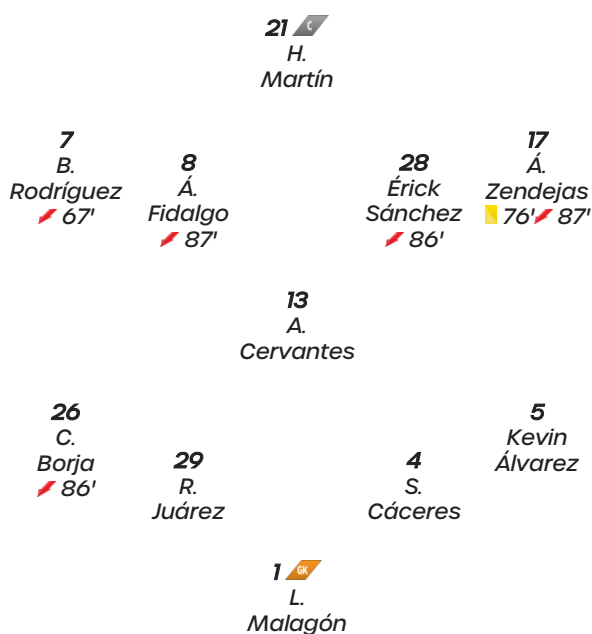 21 C
H.
Martín
7
B.
Rodríguez
67'
8
Á.
Fidalgo
87'
28
Érick
Sánchez
86'
17
Á.
Zendejas
76' 87'
13
A.
Cervantes
26
C.
Borja
86'
29
R.
Juárez
4
S.
Cáceres
5
Kevin
Álvarez
1 GK
L.
Malagón